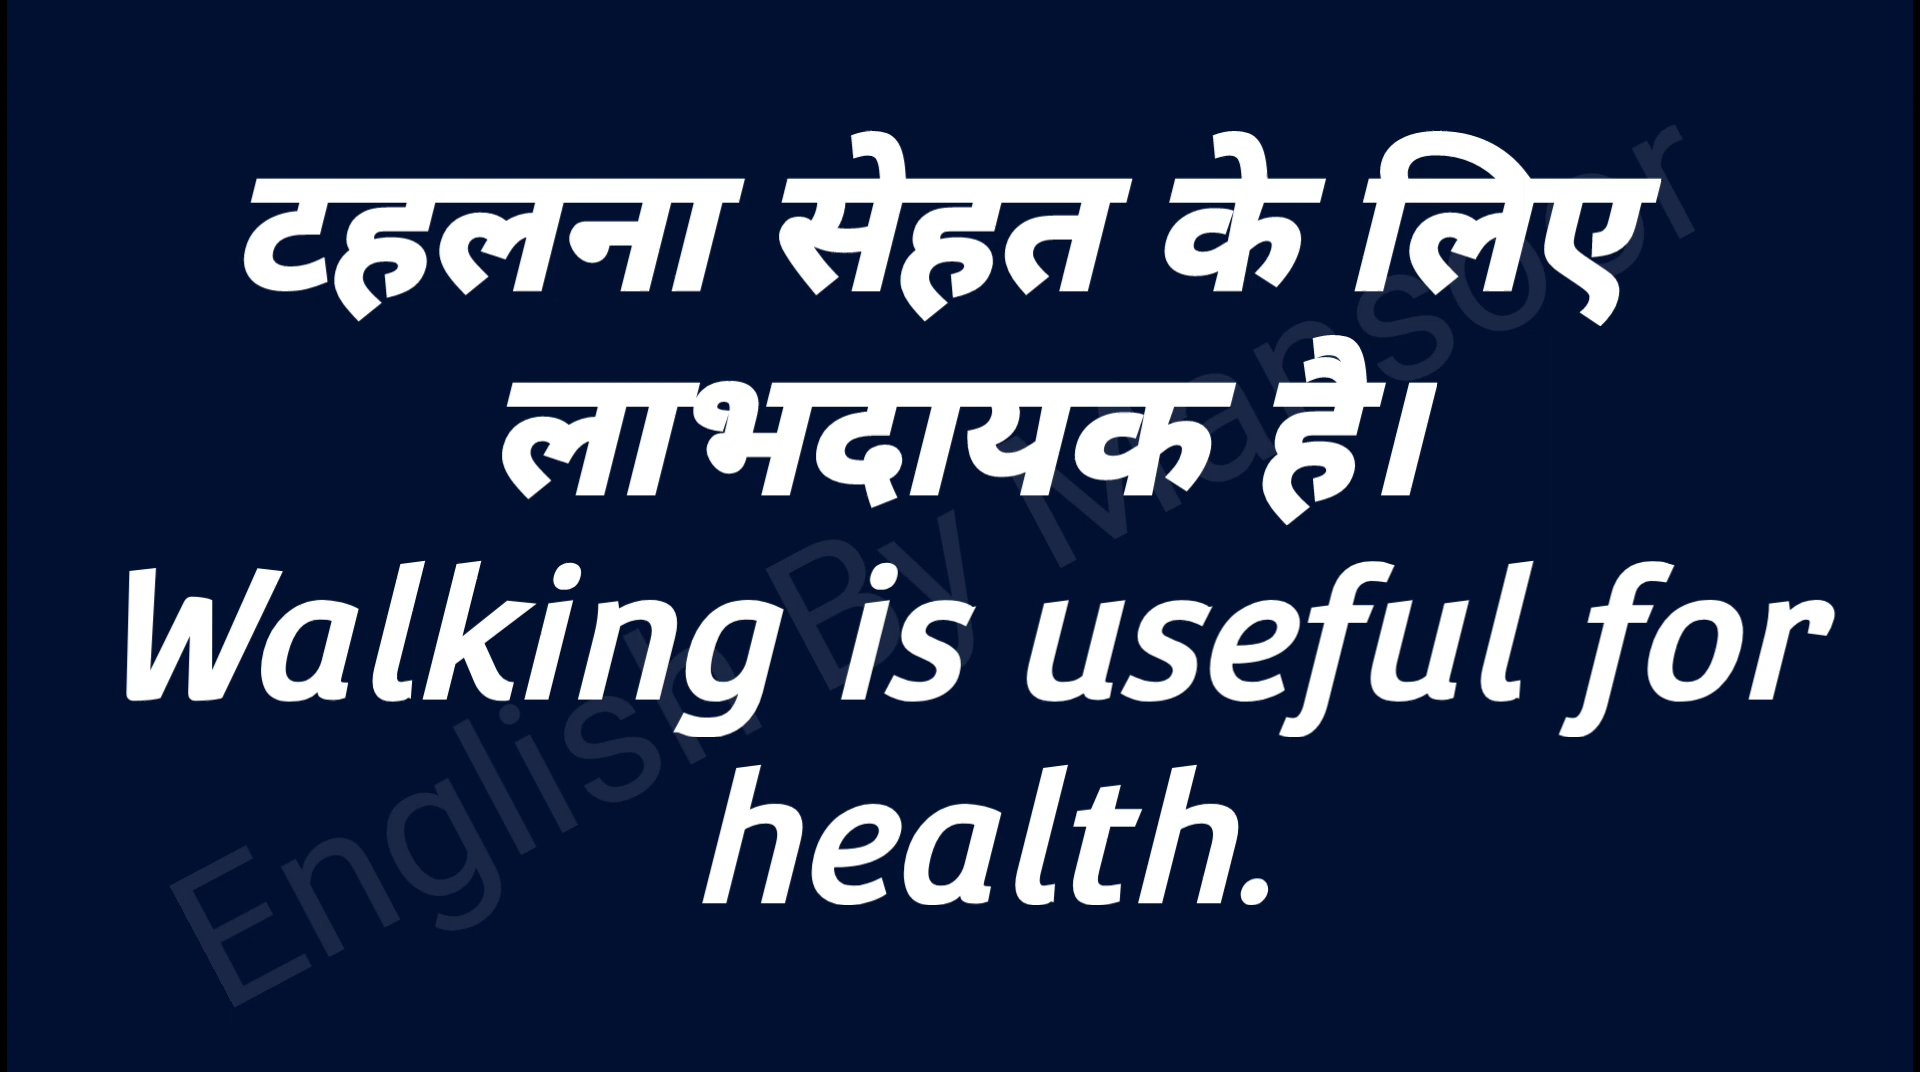 टहलना सेहत के लिए
लाभदायक है।
Walking is useful for
health.
English By Mansoor